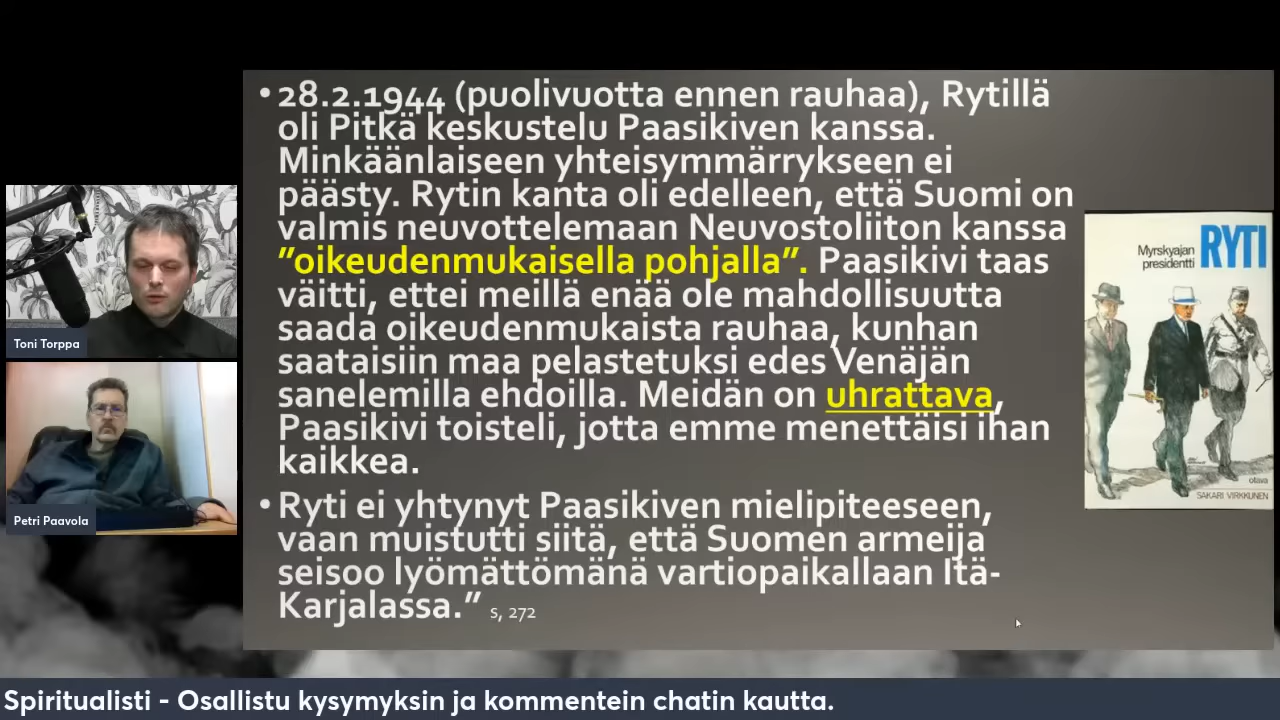 • 28.2.1944 (puolivuotta ennen rauhaa), Rytillä
oli Pitkä keskustelu Paasikiven kanssa.
Minkäänlaiseen yhteisymmärrykseen ei
päästy. Rytin kanta oli edelleen, että Suomi on
valmis neuvottelemaan Neuvostoliiton kanssa
”oikeudenmukaisella pohjalla”. Paasikivi taas
väitti, ettei meillä enää ole mahdollisuutta
saada oikeudenmukaista rauhaa, kunhan
saataisiin maa pelastetuksi edes Venäjän
sanelemilla ehdoilla. Meidän on uhrattava,
Paasikivi toisteli, jotta emme menettäisi ihan
kaikkea.
• Ryti ei yhtynyt Paasikiven mielipiteeseen,
vaan muistutti siitä, että Suomen armeija
seisoo lyömättömänä vartiopaikallaan Itä-
Karjalassa.” s, 272
Myrskyajan
presidentti
RYTI
otava
SAKARI VIRKKUNEN
Toni Torppa
Petri Paavola
Spiritualisti - Osallistu kysymyksin ja kommentein chatin kautta.